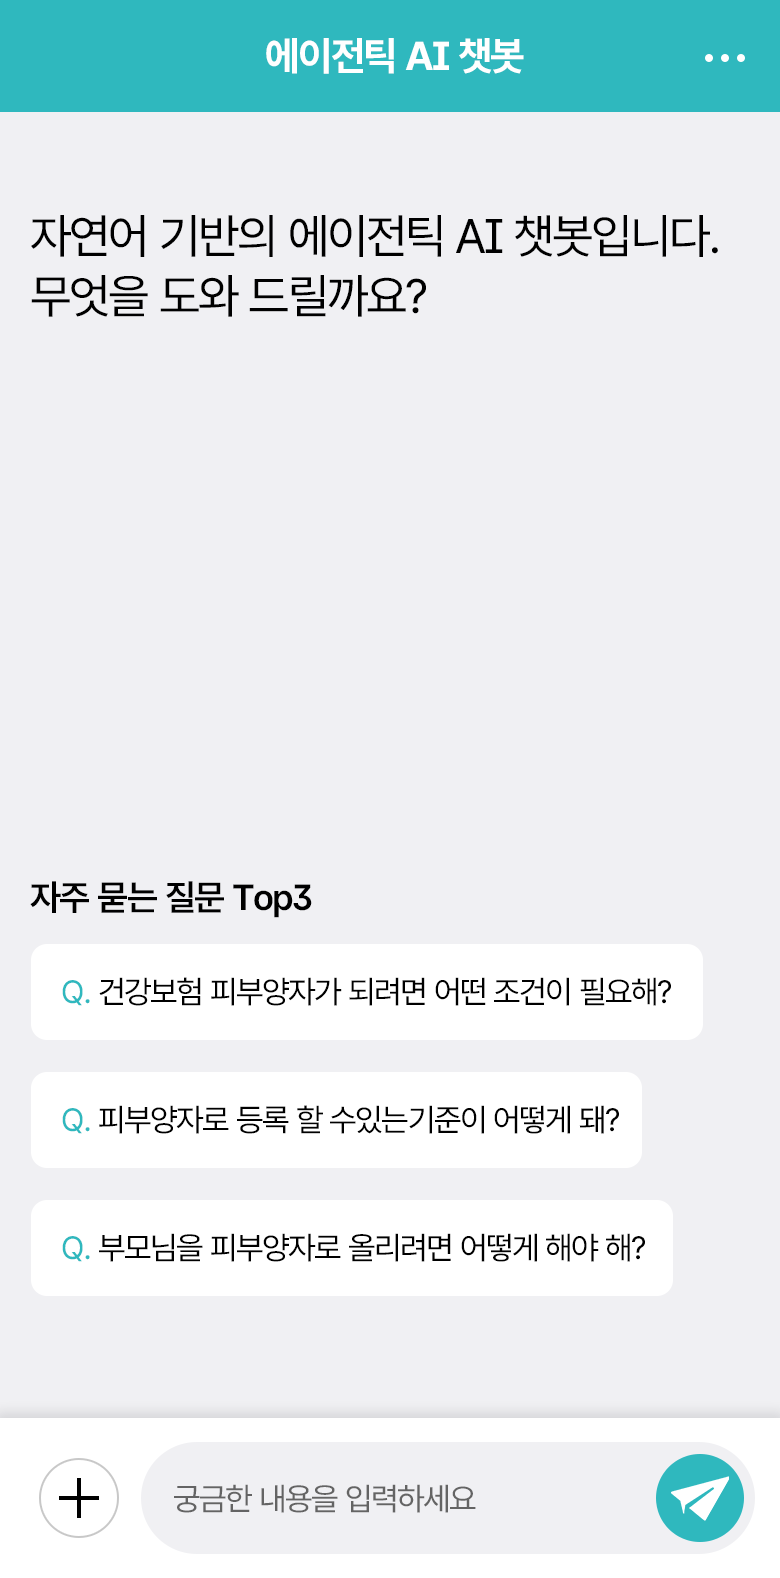 에이전틱 AI 챗봇
자연어 기반의 에이전틱 AI 챗봇입니다.
무엇을 도와 드릴까요?
자주 묻는 질문 Top3
Q. 건강보험 피부양자가 되려면 어떤 조건이 필요해?
Q. 피부양자로 등록 할 수있는기준이 어떻게 돼?
Q. 부모님을 피부양자로 올리려면 어떻게 해야 해?
궁금한 내용을 입력하세요